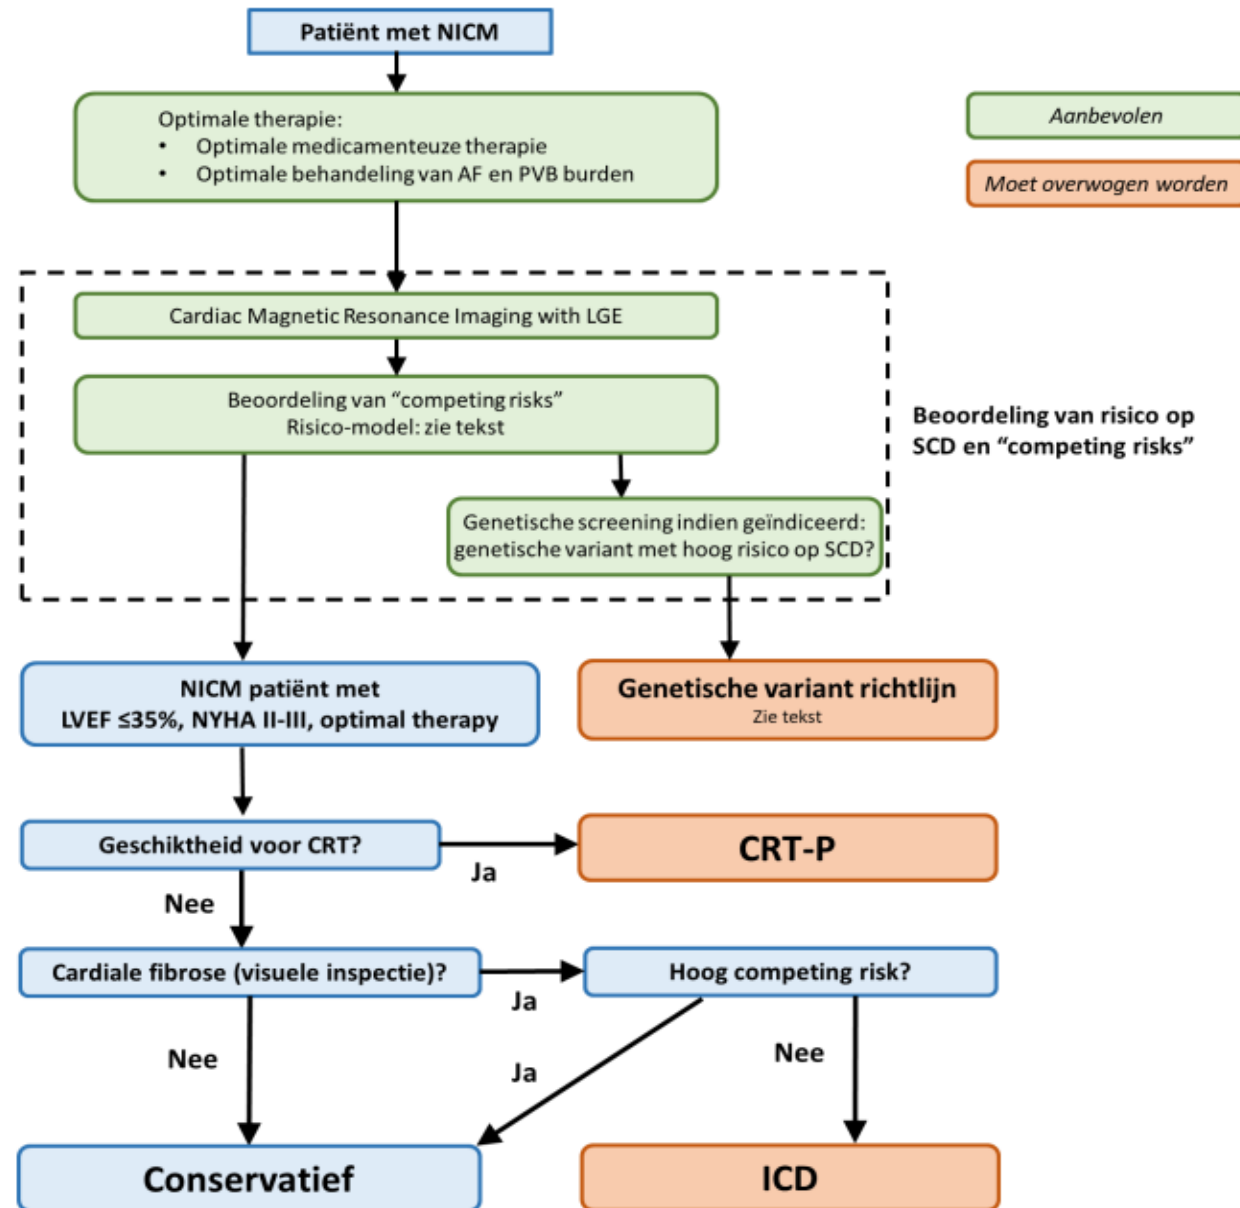 Patiënt met NICM
Optimale therapie:
• Optimale medicamenteuze therapie
• Optimale behandeling van AF en PVB burden
Aanbevolen
Moet overwogen worden
Cardiac Magnetic Resonance Imaging with LGE
Beoordeling van “competing risks”
Risico-model: zie tekst
Beoordeling van risico op
SCD en “competing risks”
Genetische screening indien geïndiceerd:
genetische variant met hoog risico op SCD?
NICM patiënt met
LVEF ≤35%, NYHA II-III, optimal therapy
Genetische variant richtlijn
Zie tekst
Geschiktheid voor CRT?
Ja
CRT-P
Nee
Cardiale fibrose (visuele inspectie)?
Ja
Hoog competing risk?
Nee
Ja
Nee
Conservatief
ICD